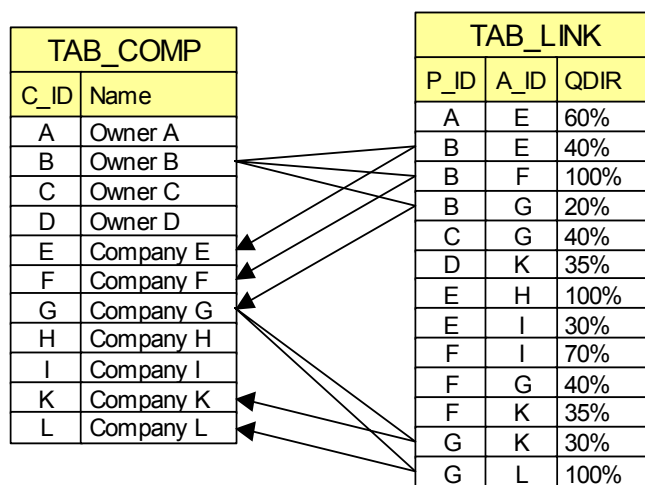 TAB_COMP
C_ID Name
A Owner A
B Owner B
C Owner C
D Owner D
E Company E
F Company F
G Company G
H Company H
I Company I
K Company K
L Company L
TAB_LINK
P_ID A_ID QDIR
A E 60%
B E 40%
B F 100%
B G 20%
C G 40%
D K 35%
E H 100%
E I 30%
F I 70%
F G 40%
F K 35%
G K 30%
G L 100%